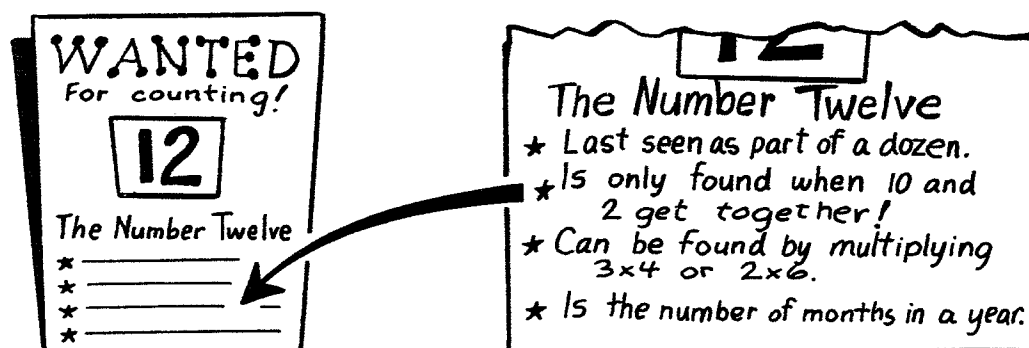 WANTED
For counting!
12
The Number Twelve
12
The Number Twelve
★ Last seen as part of a dozen.
★ Is only found when 10 and
2 get together!
★ Can be found by multiplying
3x4 or 2x6.
★ Is the number of months in a year.